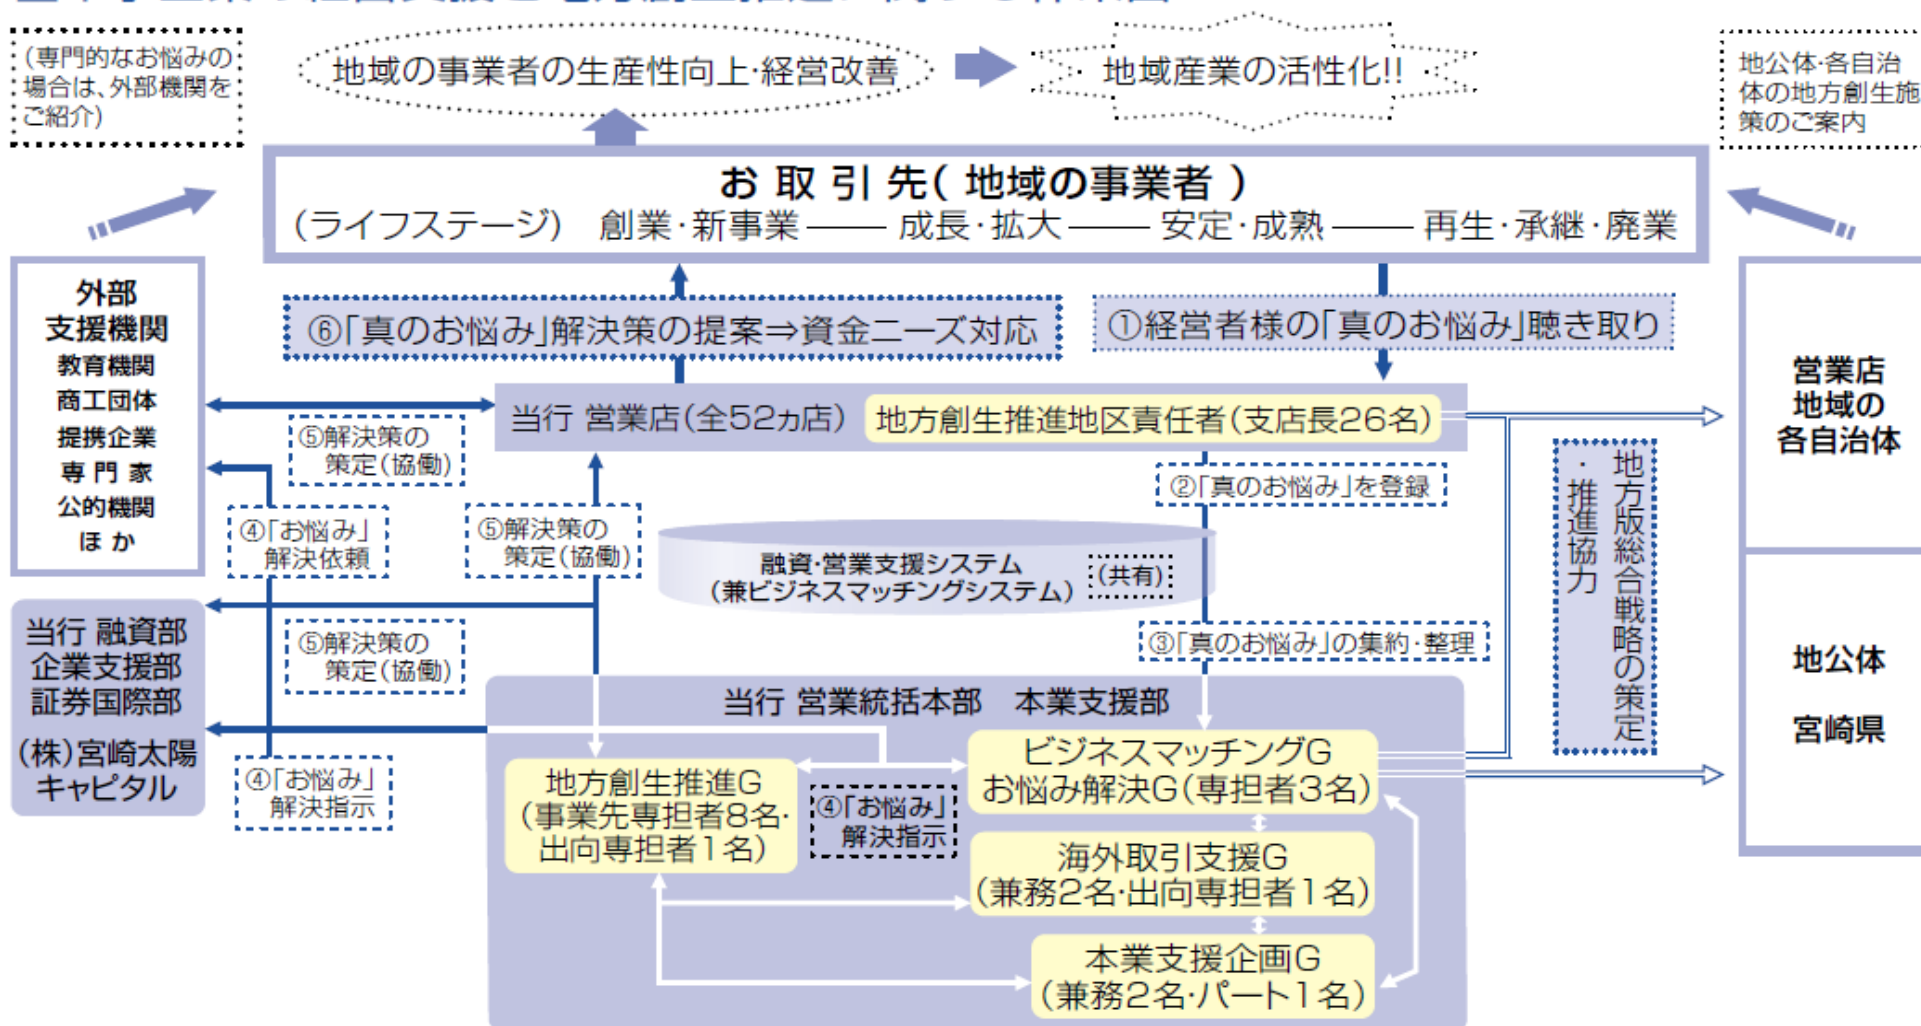 (専門的なお悩みの
場合は、外部機関を
ご紹介)
地域の事業者の生産性向上・経営改善
地域産業の活性化!!
地公体・各自治
体の地方創生施
策のご案内
お取引先(地域の事業者)
(ライフステージ) 創業・新事業 ―― 成長・拡大 ―― 安定・成熟 ―― 再生・承継・廃業
外部
支援機関
教育機関
商工団体
提携企業
専門家
公的機関
ほか
⑥「真のお悩み」解決策の提案⇒資金ニーズ対応
①経営者様の「真のお悩み」聴き取り
当行 営業店(全52ヵ店)
地方創生推進地区責任者(支店長26名)
営業店
地域の
各自治体
⑤解決策の
策定(協働)
②「真のお悩み」を登録
④「お悩み」
解決依頼
⑤解決策の
策定(協働)
融資・営業支援システム
(兼ビジネスマッチングシステム)
(共有)
地方版総合戦略の策定
・推進協力
当行 融資部
企業支援部
証券国際部
(株)宮崎太陽
キャピタル
⑤解決策の
策定(協働)
③「真のお悩み」の集約・整理
地公体
宮崎県
当行 営業統括本部 本業支援部
④「お悩み」
解決指示
地方創生推進G
(事業先専担者8名・
出向専担者1名)
④「お悩み」
解決指示
ビジネスマッチングG
お悩み解決G(専担者3名)
海外取引支援G
(兼務2名・出向専担者1名)
本業支援企画G
(兼務2名・パート1名)